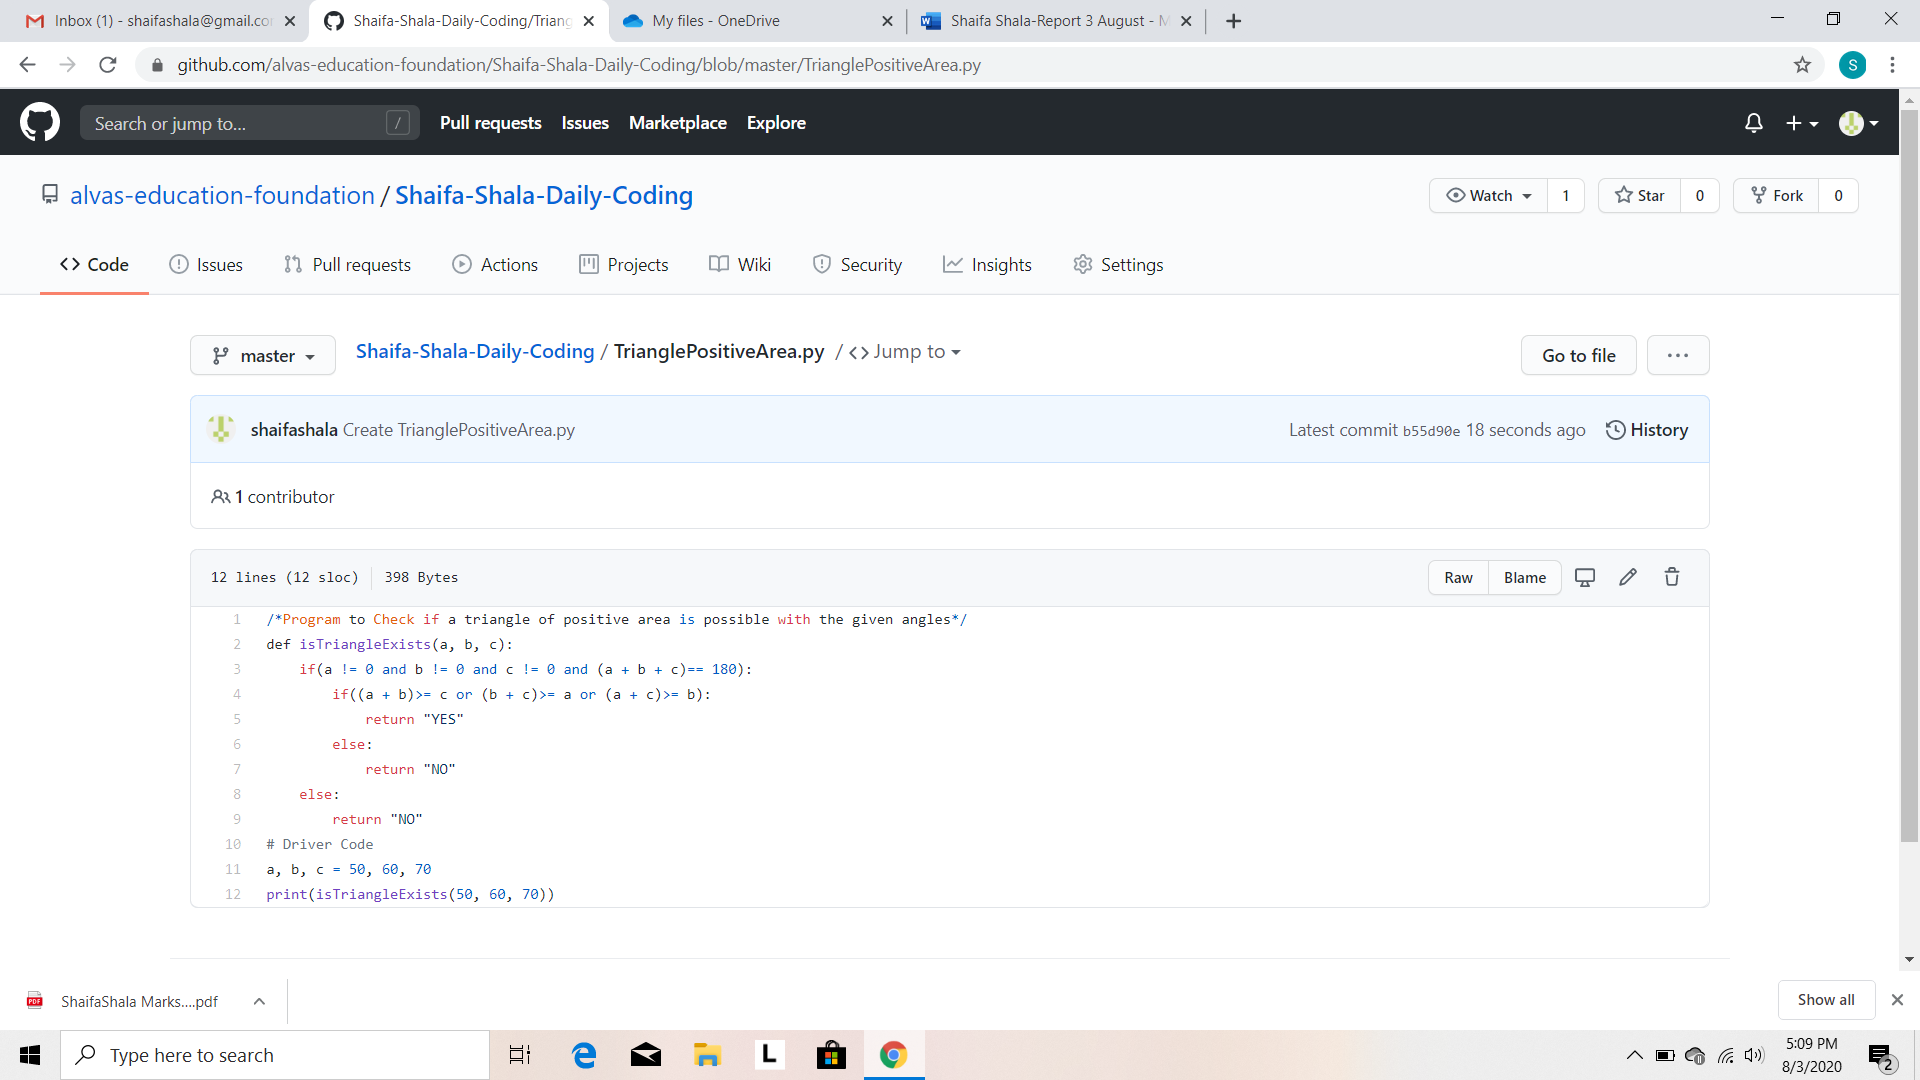 Inbox (1) - shaifashala@gmail.co
Shaifa-Shala-Daily-Coding/Triang
My files - OneDrive
Shaifa Shala-Report 3 August - M
github.com/alvas-education-foundation/Shaifa-Shala-Daily-Coding/blob/master/TrianglePositiveArea.py
S
Search or jump to... /
Pull requests Issues Marketplace Explore
alvas-education-foundation / Shaifa-Shala-Daily-Coding
Watch 1 Star 0 Fork 0
Code Issues Pull requests Actions Projects Wiki Security Insights Settings
master Shaifa-Shala-Daily-Coding / TrianglePositiveArea.py / <> Jump to
Go to file ...
shaifashala Create TrianglePositiveArea.py
Latest commit b55d90e 18 seconds ago History
1 contributor
12 lines (12 sloc) 398 Bytes
Raw Blame
1 /*Program to Check if a triangle of positive area is possible with the given angles*/
2 def isTriangleExists(a, b, c):
3 if(a != 0 and b != 0 and c != 0 and (a + b + c)== 180):
4 if((a + b)>= c or (b + c)>= a or (a + c)>= b):
5 return "YES"
6 else:
7 return "NO"
8 else:
9 return "NO"
10 # Driver Code
11 a, b, c = 50, 60, 70
12 print(isTriangleExists(50, 60, 70))
PDF ShaifaShala Marks....pdf
Show all
Type here to search
L
5:09 PM
8/3/2020
2